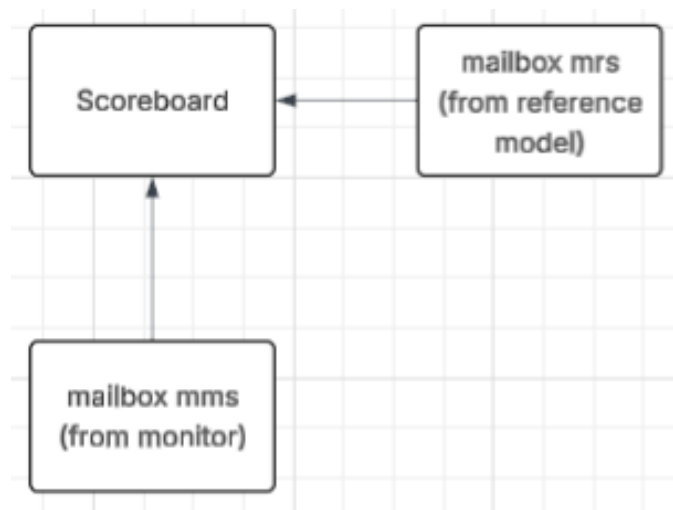 Scoreboard
mailbox mrs
(from reference
model)
mailbox mms
(from monitor)